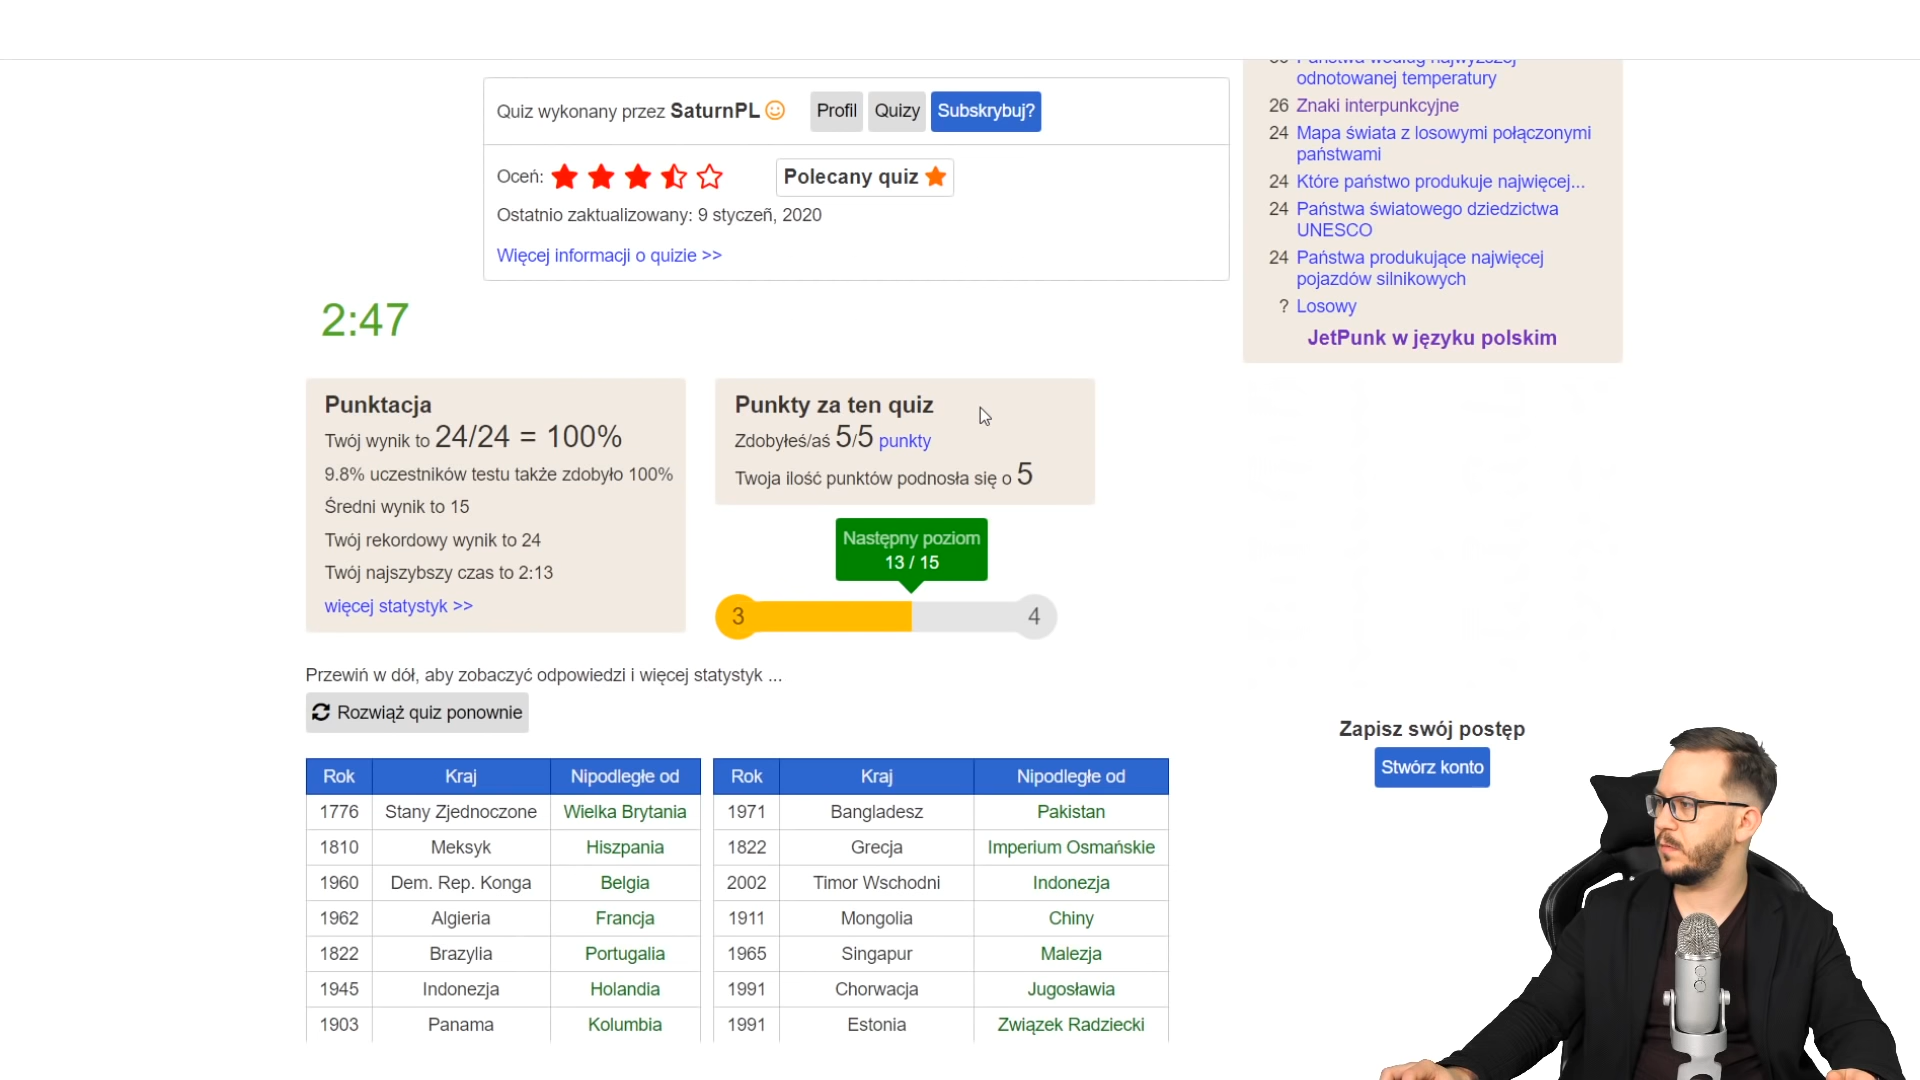 Quiz wykonany przez SaturnPL Profil Quizy Subskrybuj?
Oceń: Polecany quiz
Ostatnio zaktualizowany: 9 styczeń, 2020
Więcej informacji o quizie >>
odnotowanej temperatury
26 Znaki interpunkcyjne
24 Mapa świata z losowymi połączonymi
państwami
24 Które państwo produkuje najwięcej...
24 Państwa światowego dziedzictwa
UNESCO
24 Państwa produkujące najwięcej
pojazdów silnikowych
? Losowy
JetPunk w języku polskim
2:47
Punktacja
Twój wynik to 24/24 = 100%
9.8% uczestników testu także zdobyło 100%
Średni wynik to 15
Twój rekordowy wynik to 24
Twój najszybszy czas to 2:13
więcej statystyk >>
Punkty za ten quiz
Zdobyłeś/aś 5/5 punkty
Twoja ilość punktów podnosła się o 5
Następny poziom
13 / 15
3 4
Przewiń w dół, aby zobaczyć odpowiedzi i więcej statystyk ...
Rozwiąż quiz ponownie
Zapisz swój postęp
Stwórz konto
Rok Kraj Nipodległe od
1776 Stany Zjednoczone Wielka Brytania
1810 Meksyk Hiszpania
1960 Dem. Rep. Konga Belgia
1962 Algieria Francja
1822 Brazylia Portugalia
1945 Indonezja Holandia
1903 Panama Kolumbia
Rok Kraj Nipodległe od
1971 Bangladesz Pakistan
1822 Grecja Imperium Osmańskie
2002 Timor Wschodni Indonezja
1911 Mongolia Chiny
1965 Singapur Malezja
1991 Chorwacja Jugosławia
1991 Estonia Związek Radziecki